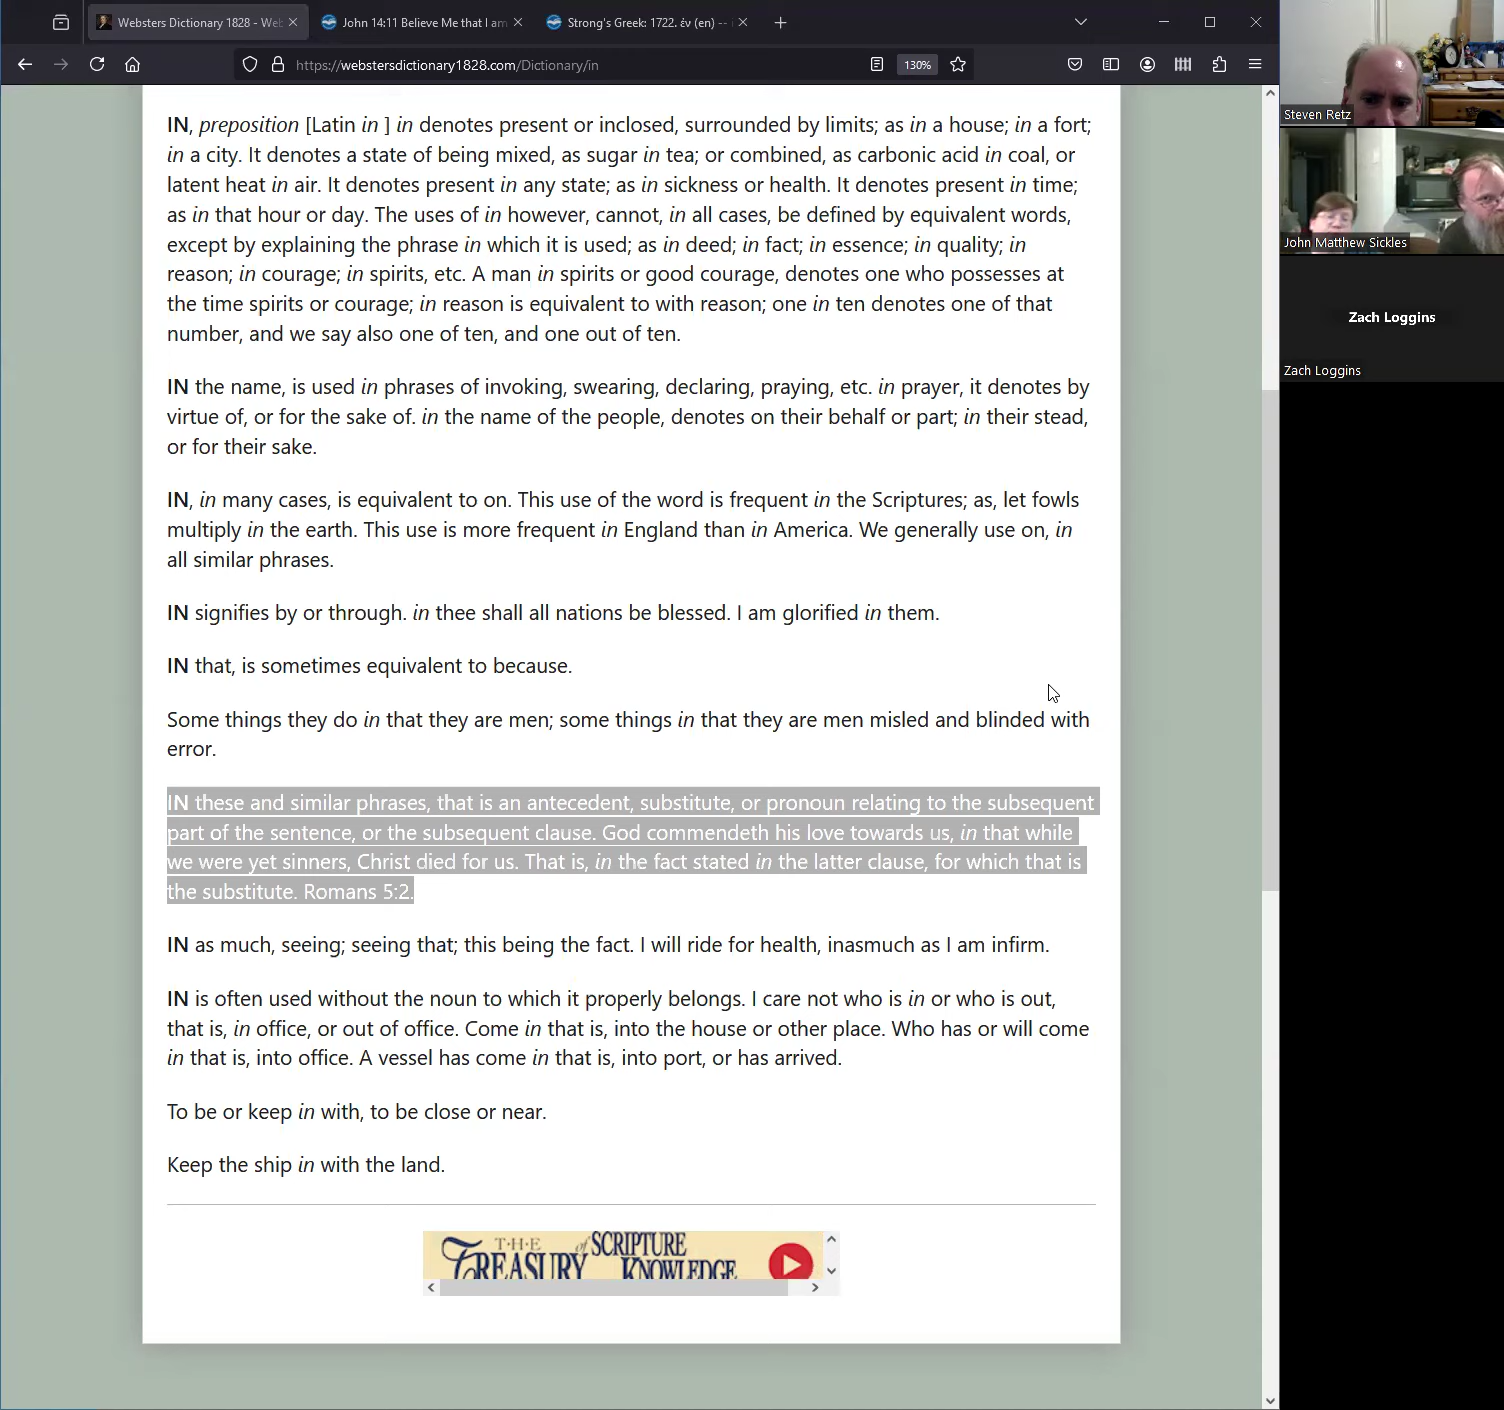 Websters Dictionary 1828 - Web
John 14:11 Believe Me that I am
Strong's Greek: 1722. ἐν (en) --
https://webstersdictionary1828.com/Dictionary/in
130%
IN, preposition [Latin in ] in denotes present or inclosed, surrounded by limits; as in a house; in a fort;
in a city. It denotes a state of being mixed, as sugar in tea; or combined, as carbonic acid in coal, or
latent heat in air. It denotes present in any state; as in sickness or health. It denotes present in time;
as in that hour or day. The uses of in however, cannot, in all cases, be defined by equivalent words,
except by explaining the phrase in which it is used; as in deed; in fact; in essence; in quality; in
reason; in courage; in spirits, etc. A man in spirits or good courage, denotes one who possesses at
the time spirits or courage; in reason is equivalent to with reason; one in ten denotes one of that
number, and we say also one of ten, and one out of ten.
IN the name, is used in phrases of invoking, swearing, declaring, praying, etc. in prayer, it denotes by
virtue of, or for the sake of. in the name of the people, denotes on their behalf or part; in their stead,
or for their sake.
IN, in many cases, is equivalent to on. This use of the word is frequent in the Scriptures; as, let fowls
multiply in the earth. This use is more frequent in England than in America. We generally use on, in
all similar phrases.
IN signifies by or through. in thee shall all nations be blessed. I am glorified in them.
IN that, is sometimes equivalent to because.
Some things they do in that they are men; some things in that they are men misled and blinded with
error.
IN these and similar phrases, that is an antecedent, substitute, or pronoun relating to the subsequent
part of the sentence, or the subsequent clause. God commendeth his love towards us, in that while
we were yet sinners, Christ died for us. That is, in the fact stated in the latter clause, for which that is
the substitute. Romans 5:2.
IN as much, seeing; seeing that; this being the fact. I will ride for health, inasmuch as I am infirm.
IN is often used without the noun to which it properly belongs. I care not who is in or who is out,
that is, in office, or out of office. Come in that is, into the house or other place. Who has or will come
in that is, into office. A vessel has come in that is, into port, or has arrived.
To be or keep in with, to be close or near.
Keep the ship in with the land.
THE TREASURY of SCRIPTURE KNOWLEDGE
Steven Retz
John Matthew Sickles
Zach Loggins
Zach Loggins